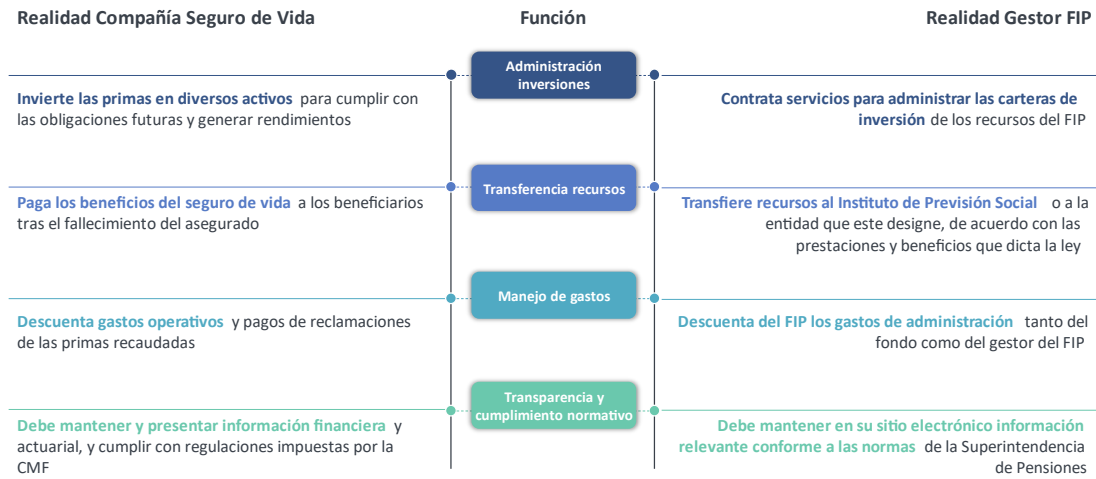 Realidad Compañía Seguro de Vida
Función
Realidad Gestor FIP
Administración
inversiones
Invierte las primas en diversos activos para cumplir con
las obligaciones futuras y generar rendimientos
Contrata servicios para administrar las carteras de
inversión de los recursos del FIP
Transferencia recursos
Paga los beneficios del seguro de vida a los beneficiarios
tras el fallecimiento del asegurado
Transfiere recursos al Instituto de Previsión Social o a la
entidad que este designe, de acuerdo con las
prestaciones y beneficios que dicta la ley
Manejo de gastos
Descuenta gastos operativos y pagos de reclamaciones
de las primas recaudadas
Descuenta del FIP los gastos de administración tanto del
fondo como del gestor del FIP
Transparencia y
cumplimiento normativo
Debe mantener y presentar información financiera y
actuarial, y cumplir con regulaciones impuestas por la
CMF
Debe mantener en su sitio electrónico información
relevante conforme a las normas de la Superintendencia
de Pensiones